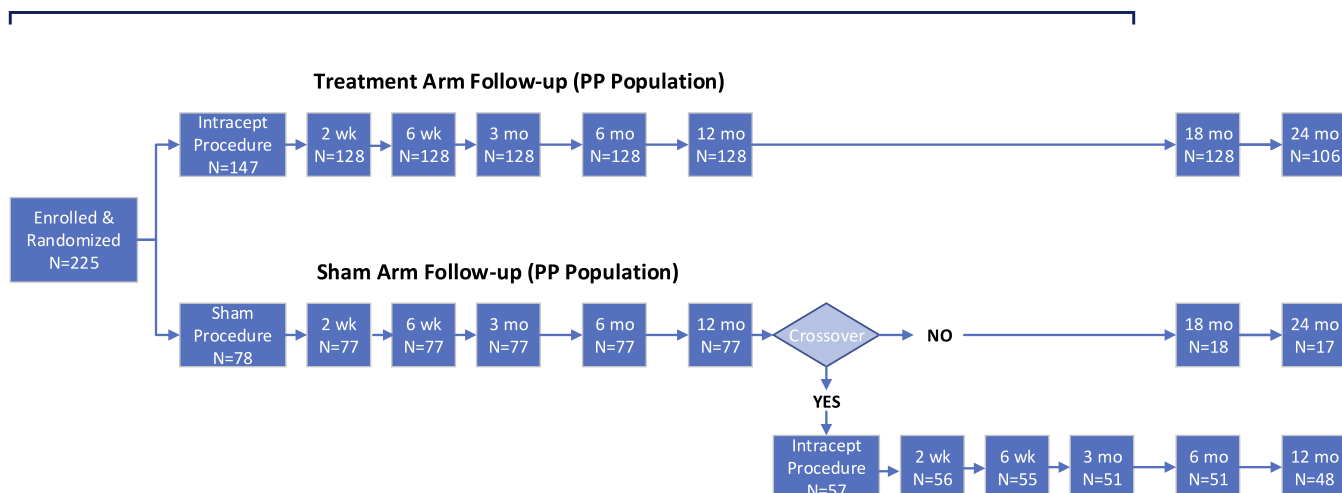 Treatment Arm Follow-up (PP Population)
Intracept
Procedure
N=147
2 wk
N=128
6 wk
N=128
3 mo
N=128
6 mo
N=128
12 mo
N=128
18 mo
N=128
24 mo
N=106
Enrolled &
Randomized
N=225
Sham Arm Follow-up (PP Population)
Sham
Procedure
N=78
2 wk
N=77
6 wk
N=77
3 mo
N=77
6 mo
N=77
12 mo
N=77
Crossover
NO
18 mo
N=18
24 mo
N=17
YES
Intracept
Procedure
N=57
2 wk
N=56
6 wk
N=55
3 mo
N=51
6 mo
N=51
12 mo
N=48